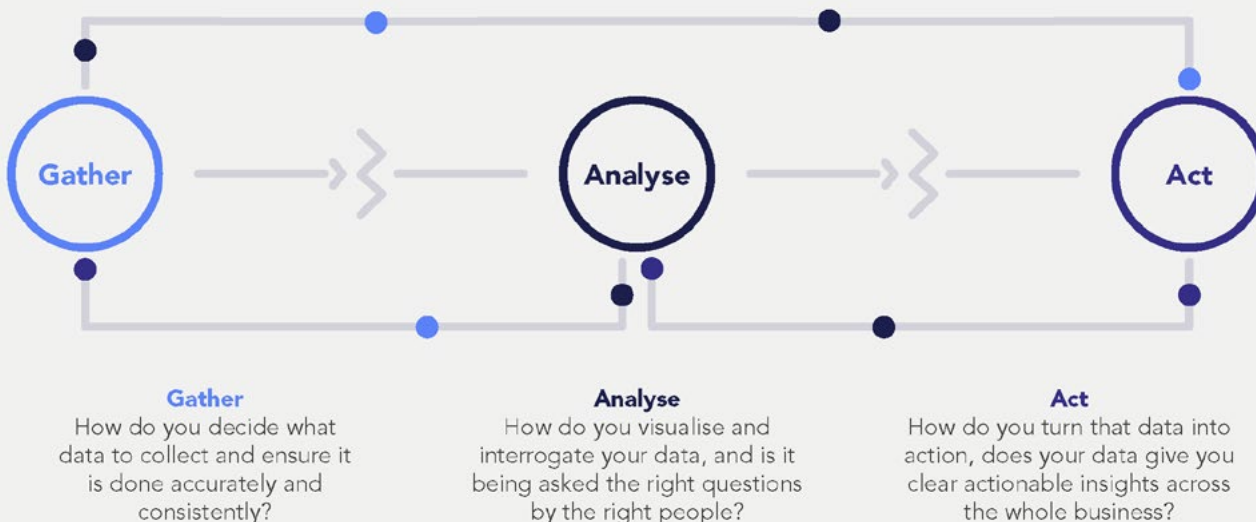 Gather
Analyse
Act
Gather
How do you decide what
data to collect and ensure it
is done accurately and
consistently?
Analyse
How do you visualise and
interrogate your data, and is it
being asked the right questions
by the right people?
Act
How do you turn that data into
action, does your data give you
clear actionable insights across
the whole business?